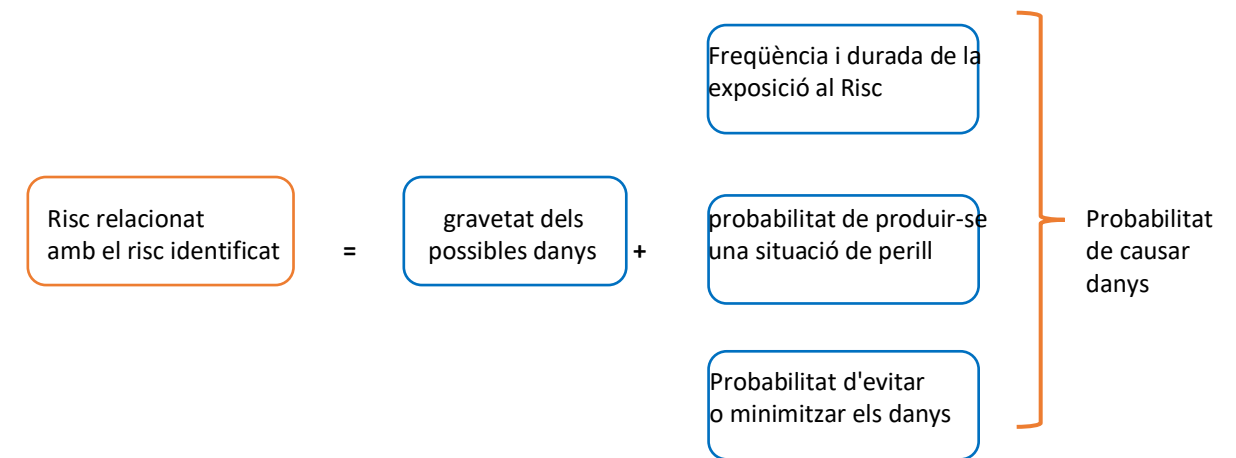 Freqüència i durada de la
exposició al Risc
Risc relacionat
amb el risc identificat
=
gravetat dels
possibles danys
+
probabilitat de produir-se
una situació de perill
Probabilitat
de causar
danys
Probabilitat d'evitar
o minimitzar els danys